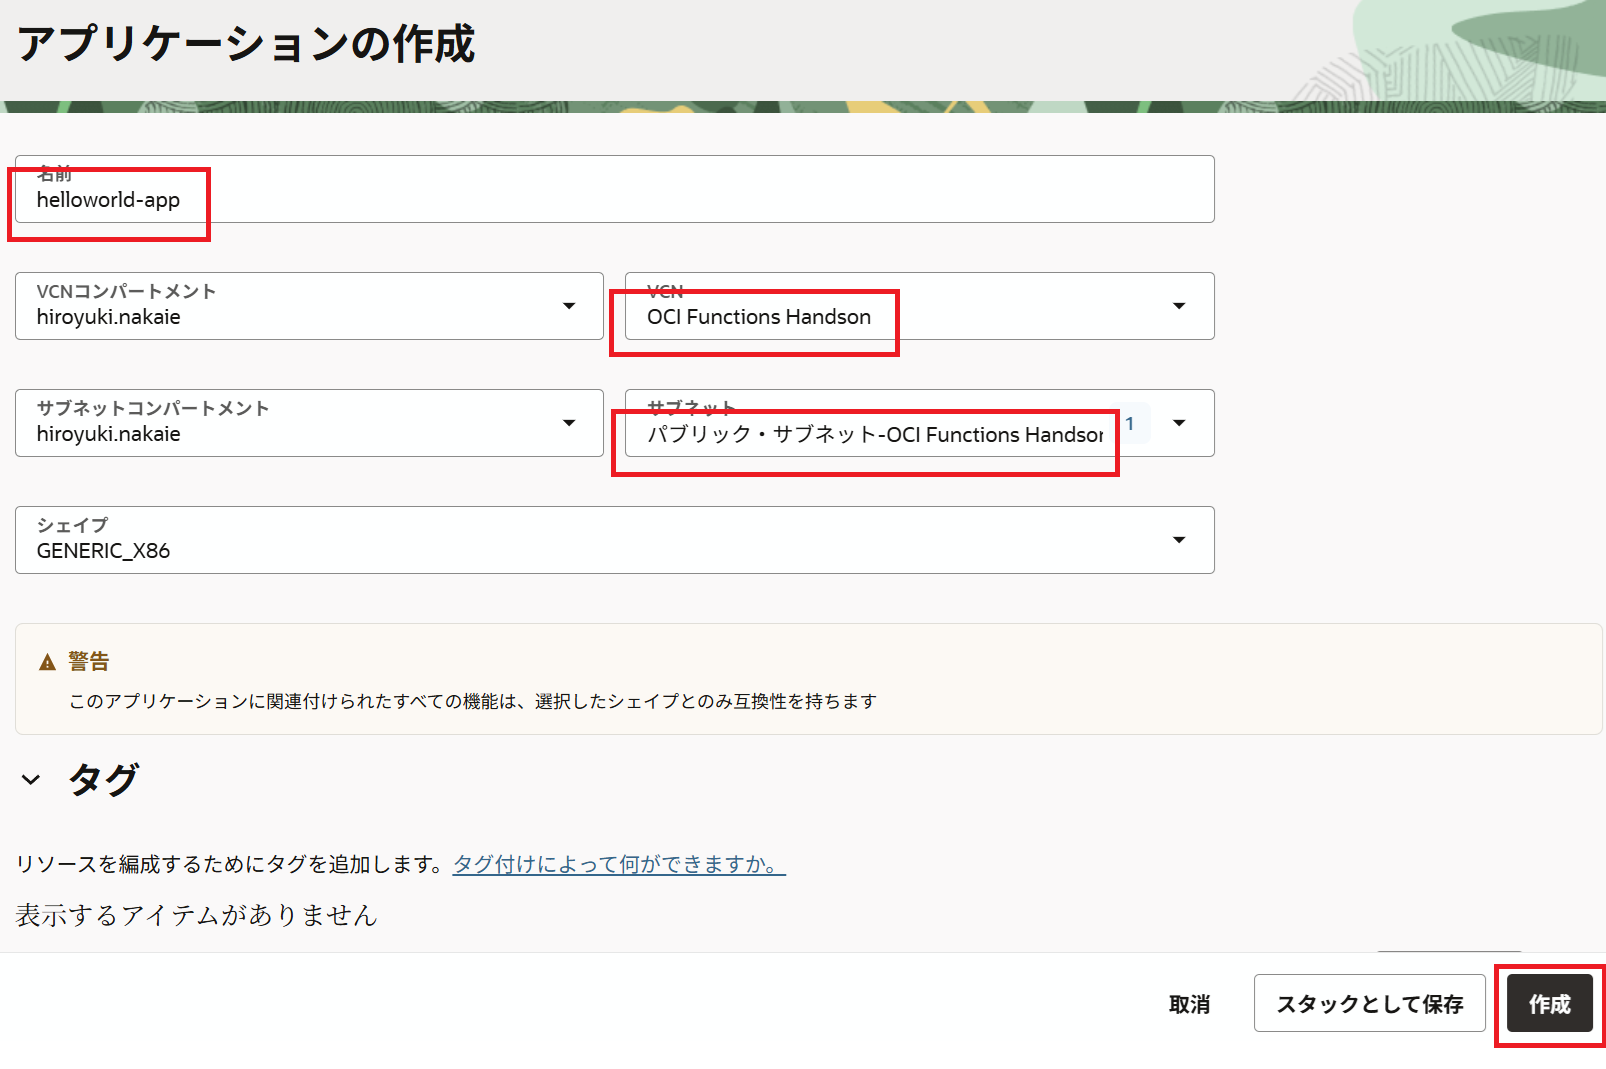 アプリケーションの作成
名前
helloworld-app
VCNコンパートメント
hiroyuki.nakaie
VCN
OCI Functions Handson
サブネットコンパートメント
hiroyuki.nakaie
サブネット
パブリック・サブネット-OCI Functions Handson
1
シェイプ
GENERIC_X86
警告
このアプリケーションに関連付けられたすべての機能は、選択したシェイプとのみ互換性を持ちます
タグ
リソースを編成するためにタグを追加します。タグ付けによって何ができますか。
表示するアイテムがありません
取消
スタックとして保存
作成